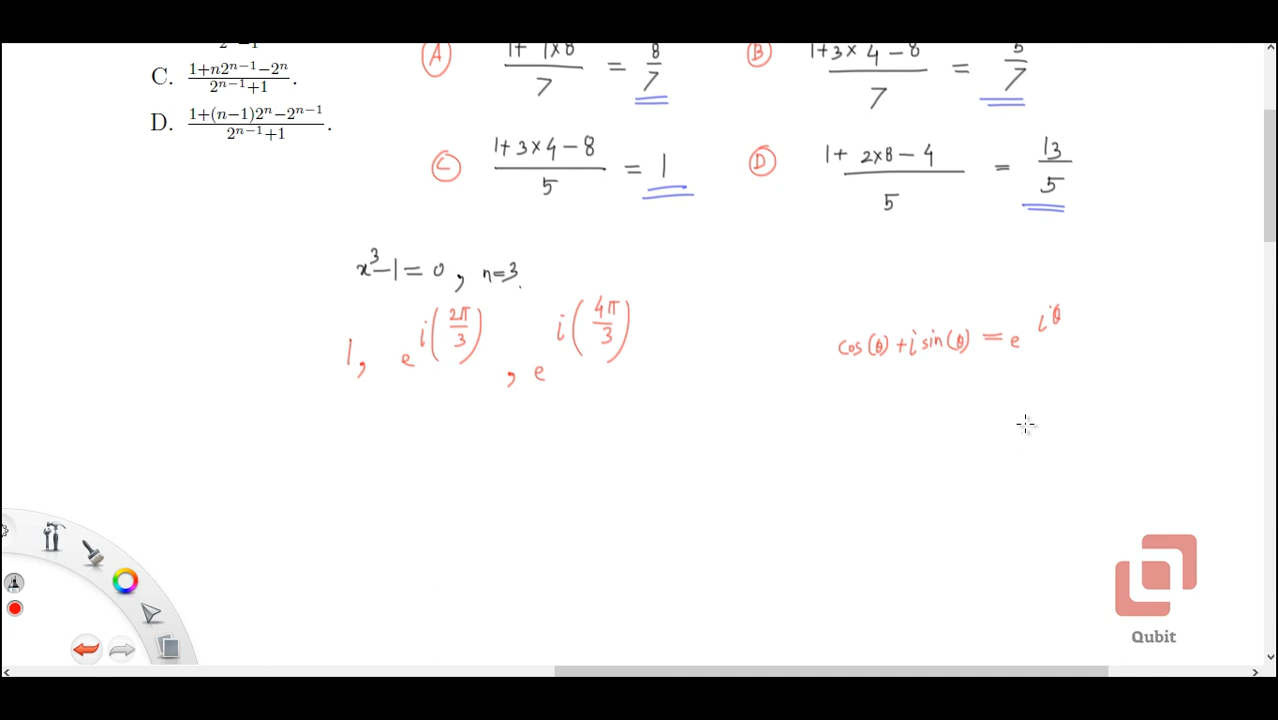 (A) 1+ 1×8 / 7 = 8/7
(B) 1+3×4-8 / 7 = 5/7
C. \frac{1+n2^{n-1}-2^n}{2^{n-1}+1}.
D. \frac{1+(n-1)2^n-2^{n-1}}{2^{n-1}+1}.
(C) 1+3×4-8 / 5 = 1
(D) 1+ 2×8-4 / 5 = 13/5
x^3-1=0, n=3.
1, e^{i(2π/3)}, e^{i(4π/3)}
cos(θ)+i sin(θ) = e^{iθ}
Qubit